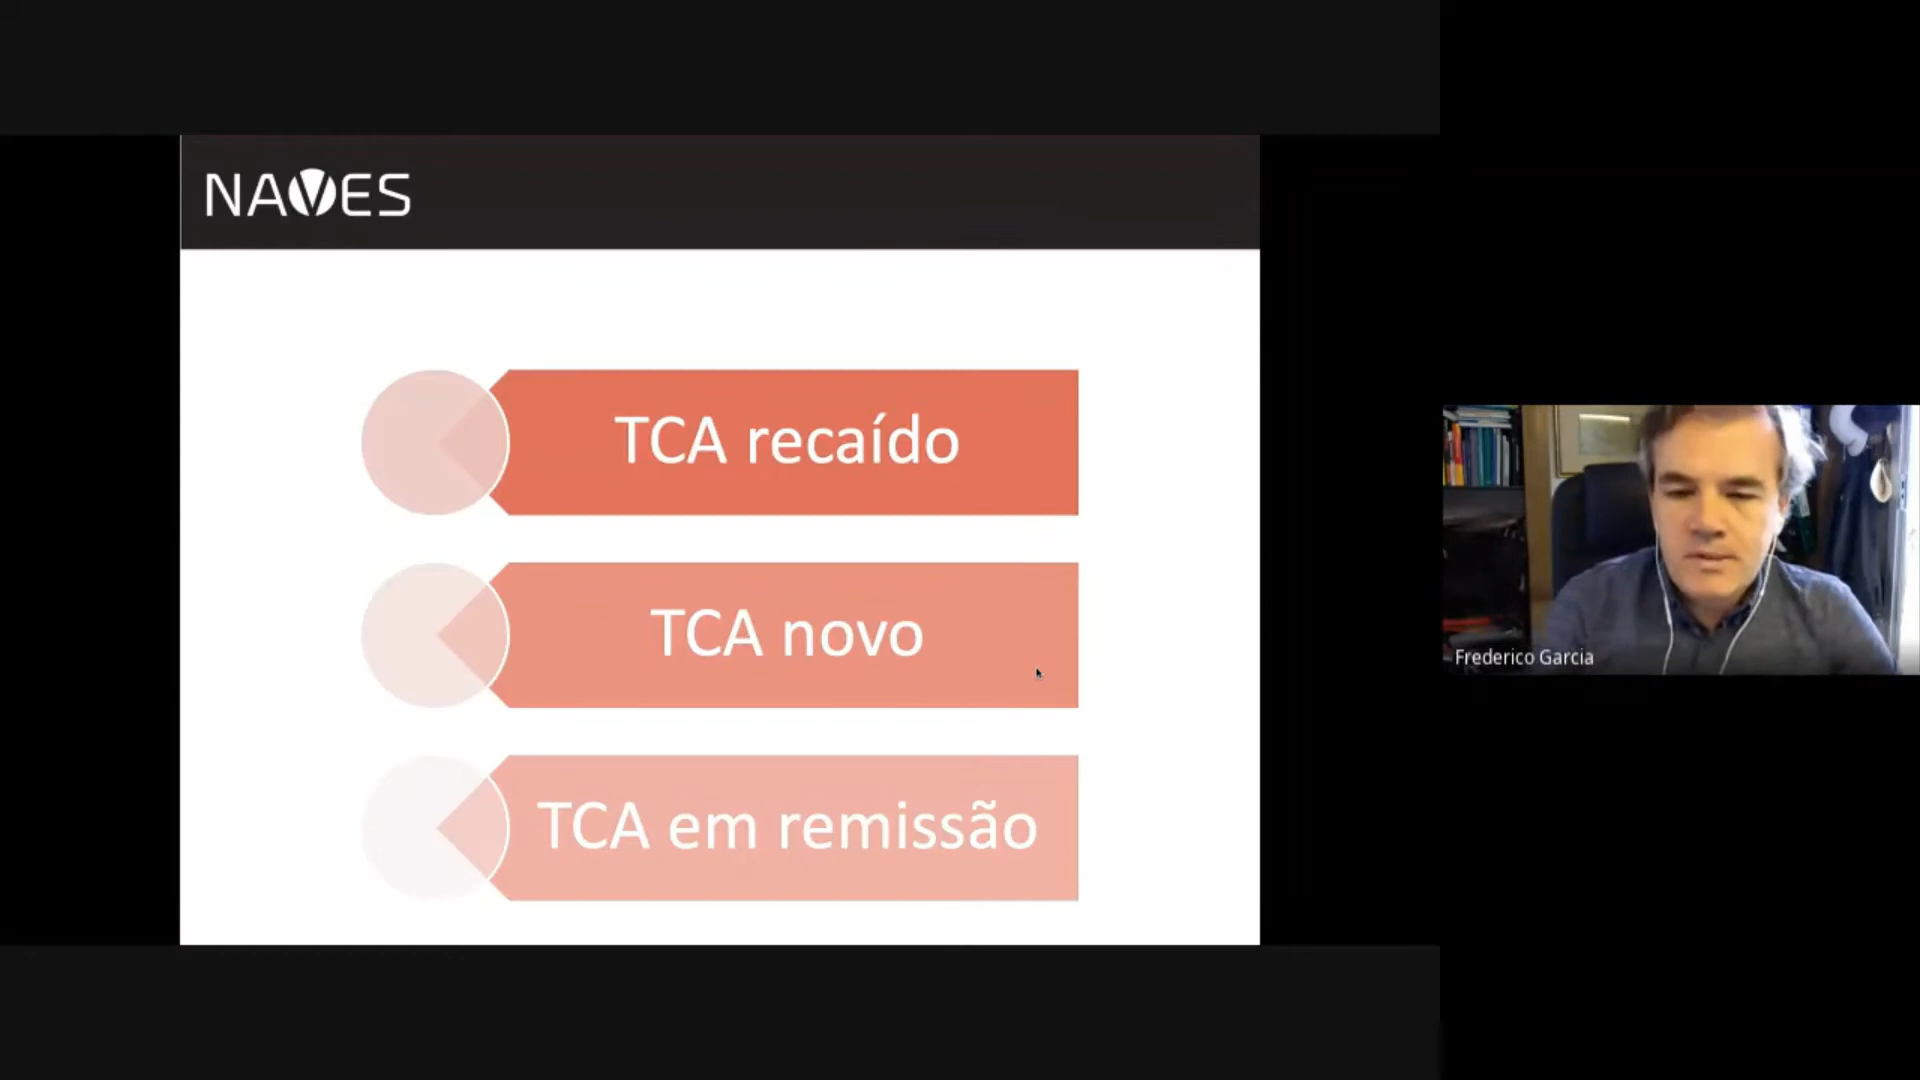 NAVES
TCA recaído
TCA novo
TCA em remissão
Frederico Garcia